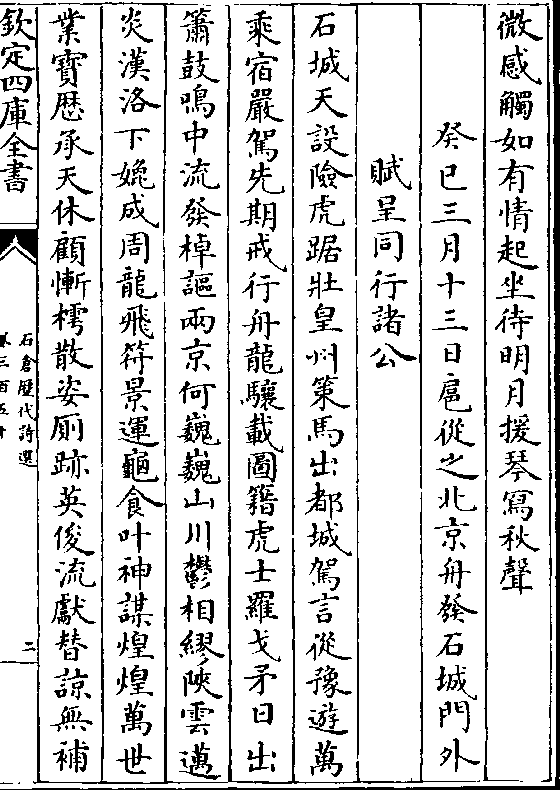 微感觸如有情起坐待明月援琴寫秋聲
癸巳三月十三日扈從之北京舟發石城門外
賦呈同行諸公
石城天設險虎踞壯皇州策馬出都城駕言從豫遊萬
乘宿嚴駕先期戒行舟龍驤載圖籍虎士羅戈矛日出
簫鼓鳴中流發棹謳兩京何巍巍山川鬱相繆陝雲邁
炎漢洛下媲成周龍飛符景運龜食叶神謀煌煌萬世
業寶歴承天休顧慚樗散姿厠跡英俊流獻替諒無補
欽定四庫全書
石倉歴代詩選
卷三百五十
二